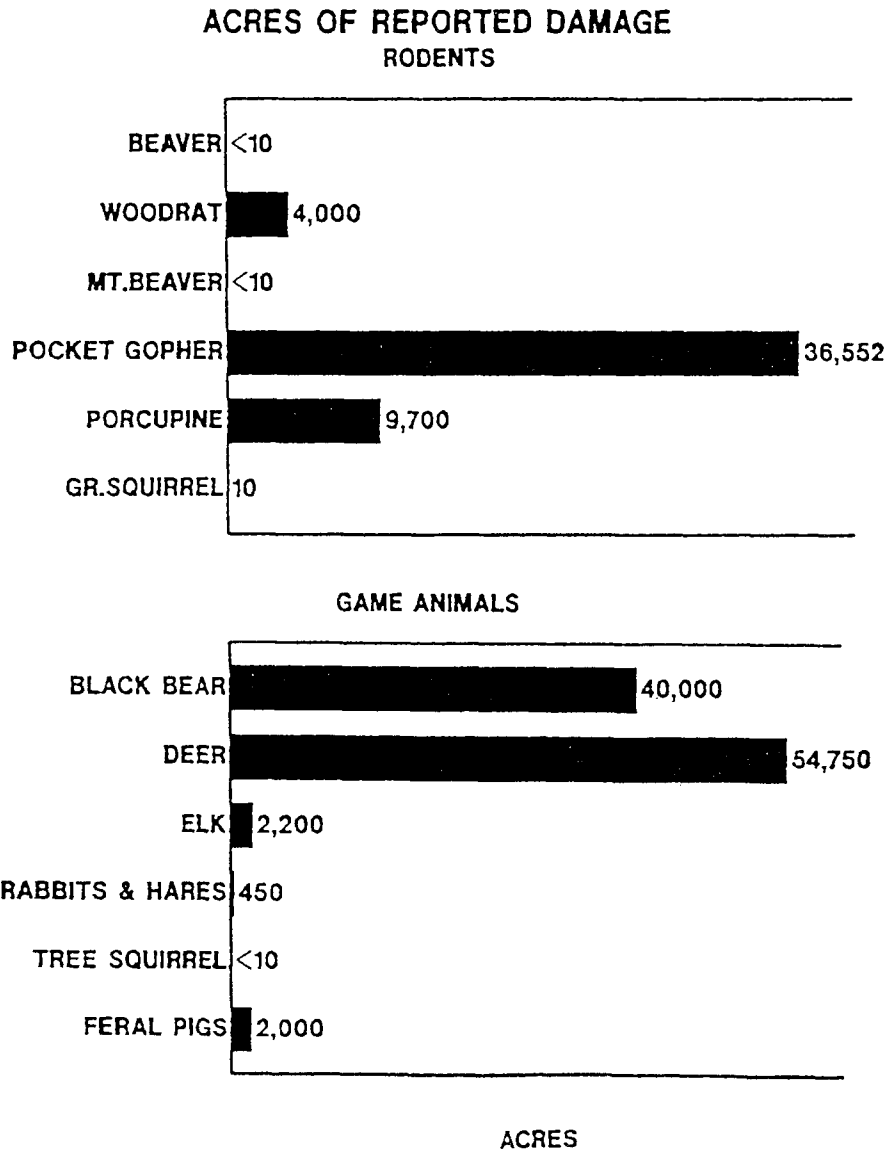 ACRES OF REPORTED DAMAGE
RODENTS
BEAVER <10
WOODRAT 4,000
MT.BEAVER <10
POCKET GOPHER 36,552
PORCUPINE 9,700
GR.SQUIRREL 10
GAME ANIMALS
BLACK BEAR 40,000
DEER 54,750
ELK 2,200
RABBITS & HARES 450
TREE SQUIRREL <10
FERAL PIGS 2,000
ACRES